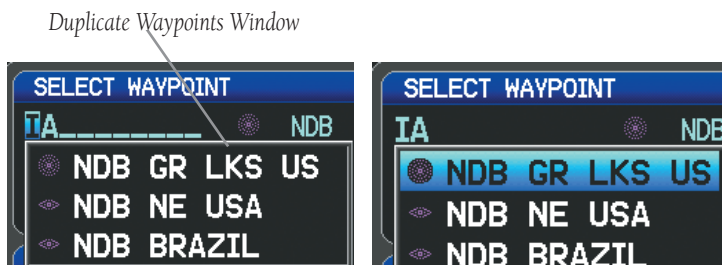 Duplicate Waypoints Window
SELECT WAYPOINT
IA_________ NDB
NDB GR LKS US
NDB NE USA
NDB BRAZIL
SELECT WAYPOINT
IA NDB
NDB GR LKS US
NDB NE USA
NDB BRAZIL